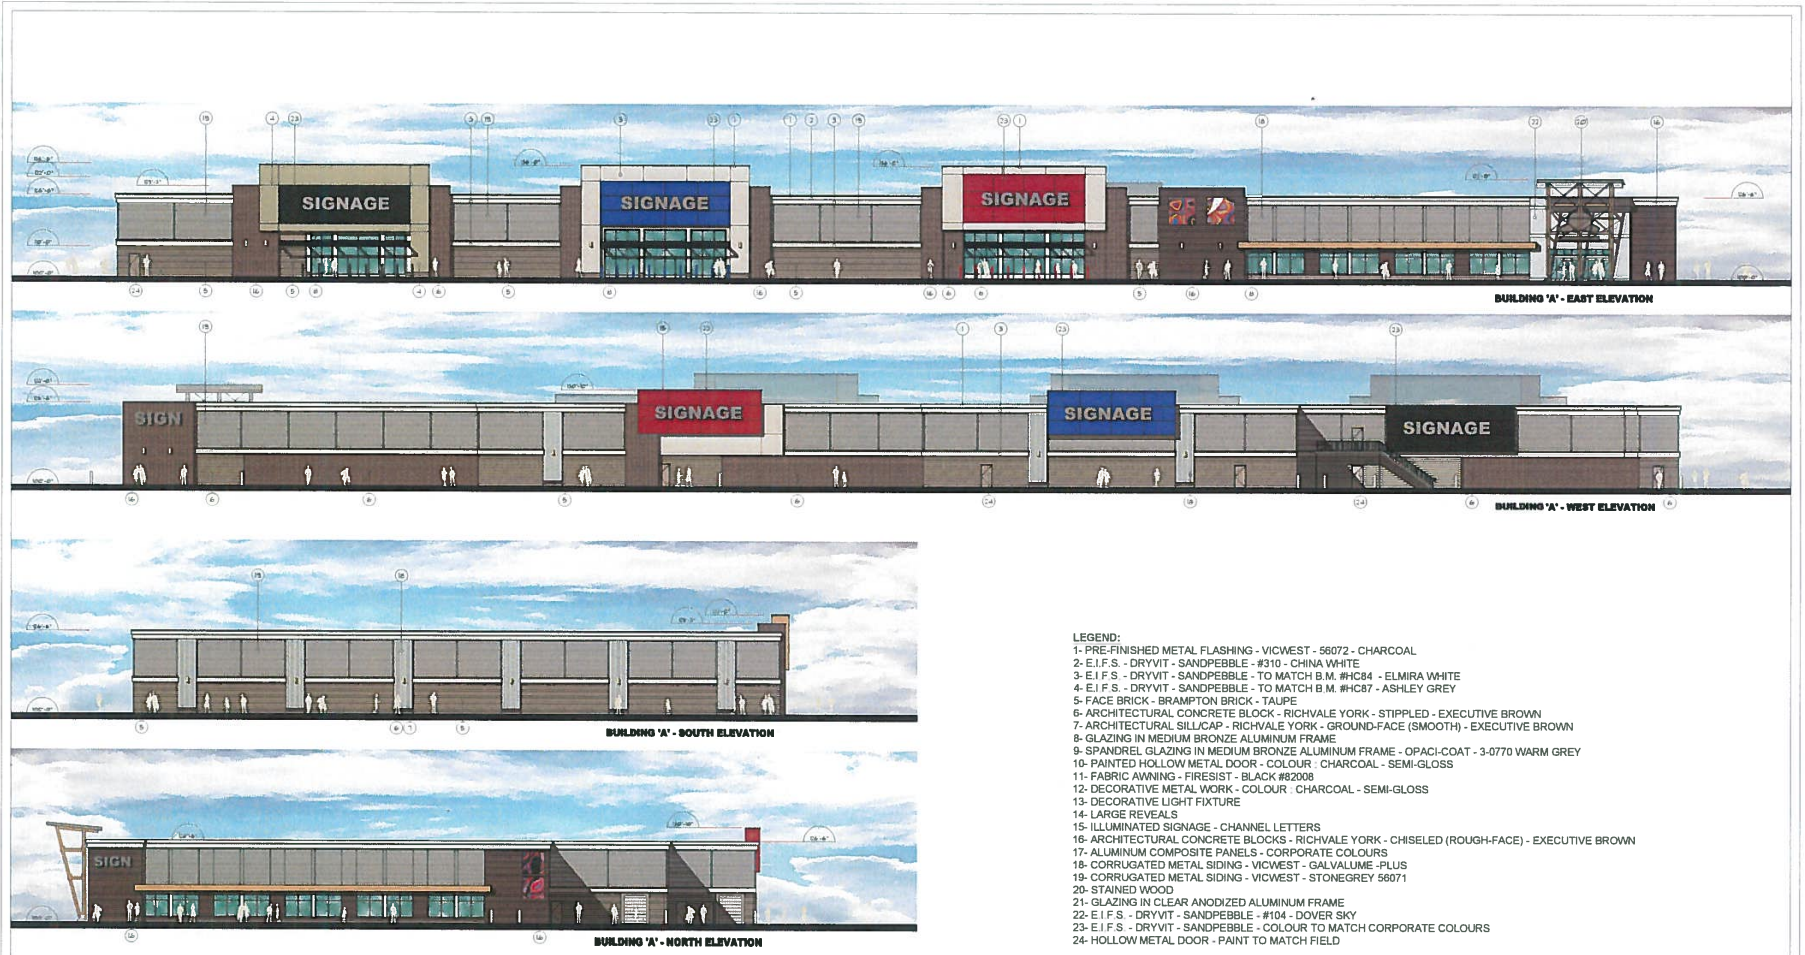 SIGNAGE
SIGNAGE
SIGNAGE
BUILDING 'A' - EAST ELEVATION
SIGN
SIGNAGE
SIGNAGE
SIGNAGE
BUILDING 'A' - WEST ELEVATION
BUILDING 'A' - SOUTH ELEVATION
SIGN
BUILDING 'A' - NORTH ELEVATION
LEGEND:
1- PRE-FINISHED METAL FLASHING - VICWEST - 56072 - CHARCOAL
2- E.I.F.S. - DRYVIT - SANDPEBBLE - #310 - CHINA WHITE
3- E.I.F.S. - DRYVIT - SANDPEBBLE - TO MATCH B.M. #HC84 - ELMIRA WHITE
4- E.I.F.S. - DRYVIT - SANDPEBBLE - TO MATCH B.M. #HC87 - ASHLEY GREY
5- FACE BRICK - BRAMPTON BRICK - TAUPE
6- ARCHITECTURAL CONCRETE BLOCK - RICHVALE YORK - STIPPLED - EXECUTIVE BROWN
7- ARCHITECTURAL SILL/CAP - RICHVALE YORK - GROUND-FACE (SMOOTH) - EXECUTIVE BROWN
8- GLAZING IN MEDIUM BRONZE ALUMINUM FRAME
9- SPANDREL GLAZING IN MEDIUM BRONZE ALUMINUM FRAME - OPACI-COAT - 3-0770 WARM GREY
10- PAINTED HOLLOW METAL DOOR - COLOUR : CHARCOAL - SEMI-GLOSS
11- FABRIC AWNING - FIRESIST - BLACK #82008
12- DECORATIVE METAL WORK - COLOUR : CHARCOAL - SEMI-GLOSS
13- DECORATIVE LIGHT FIXTURE
14- LARGE REVEALS
15- ILLUMINATED SIGNAGE - CHANNEL LETTERS
16- ARCHITECTURAL CONCRETE BLOCKS - RICHVALE YORK - CHISELED (ROUGH-FACE) - EXECUTIVE BROWN
17- ALUMINUM COMPOSITE PANELS - CORPORATE COLOURS
18- CORRUGATED METAL SIDING - VICWEST - GALVALUME -PLUS
19- CORRUGATED METAL SIDING - VICWEST - STONEGREY 56071
20- STAINED WOOD
21- GLAZING IN CLEAR ANODIZED ALUMINUM FRAME
22- E.I.F.S. - DRYVIT - SANDPEBBLE - #104 - DOVER SKY
23- E.I.F.S. - DRYVIT - SANDPEBBLE - COLOUR TO MATCH CORPORATE COLOURS
24- HOLLOW METAL DOOR - PAINT TO MATCH FIELD